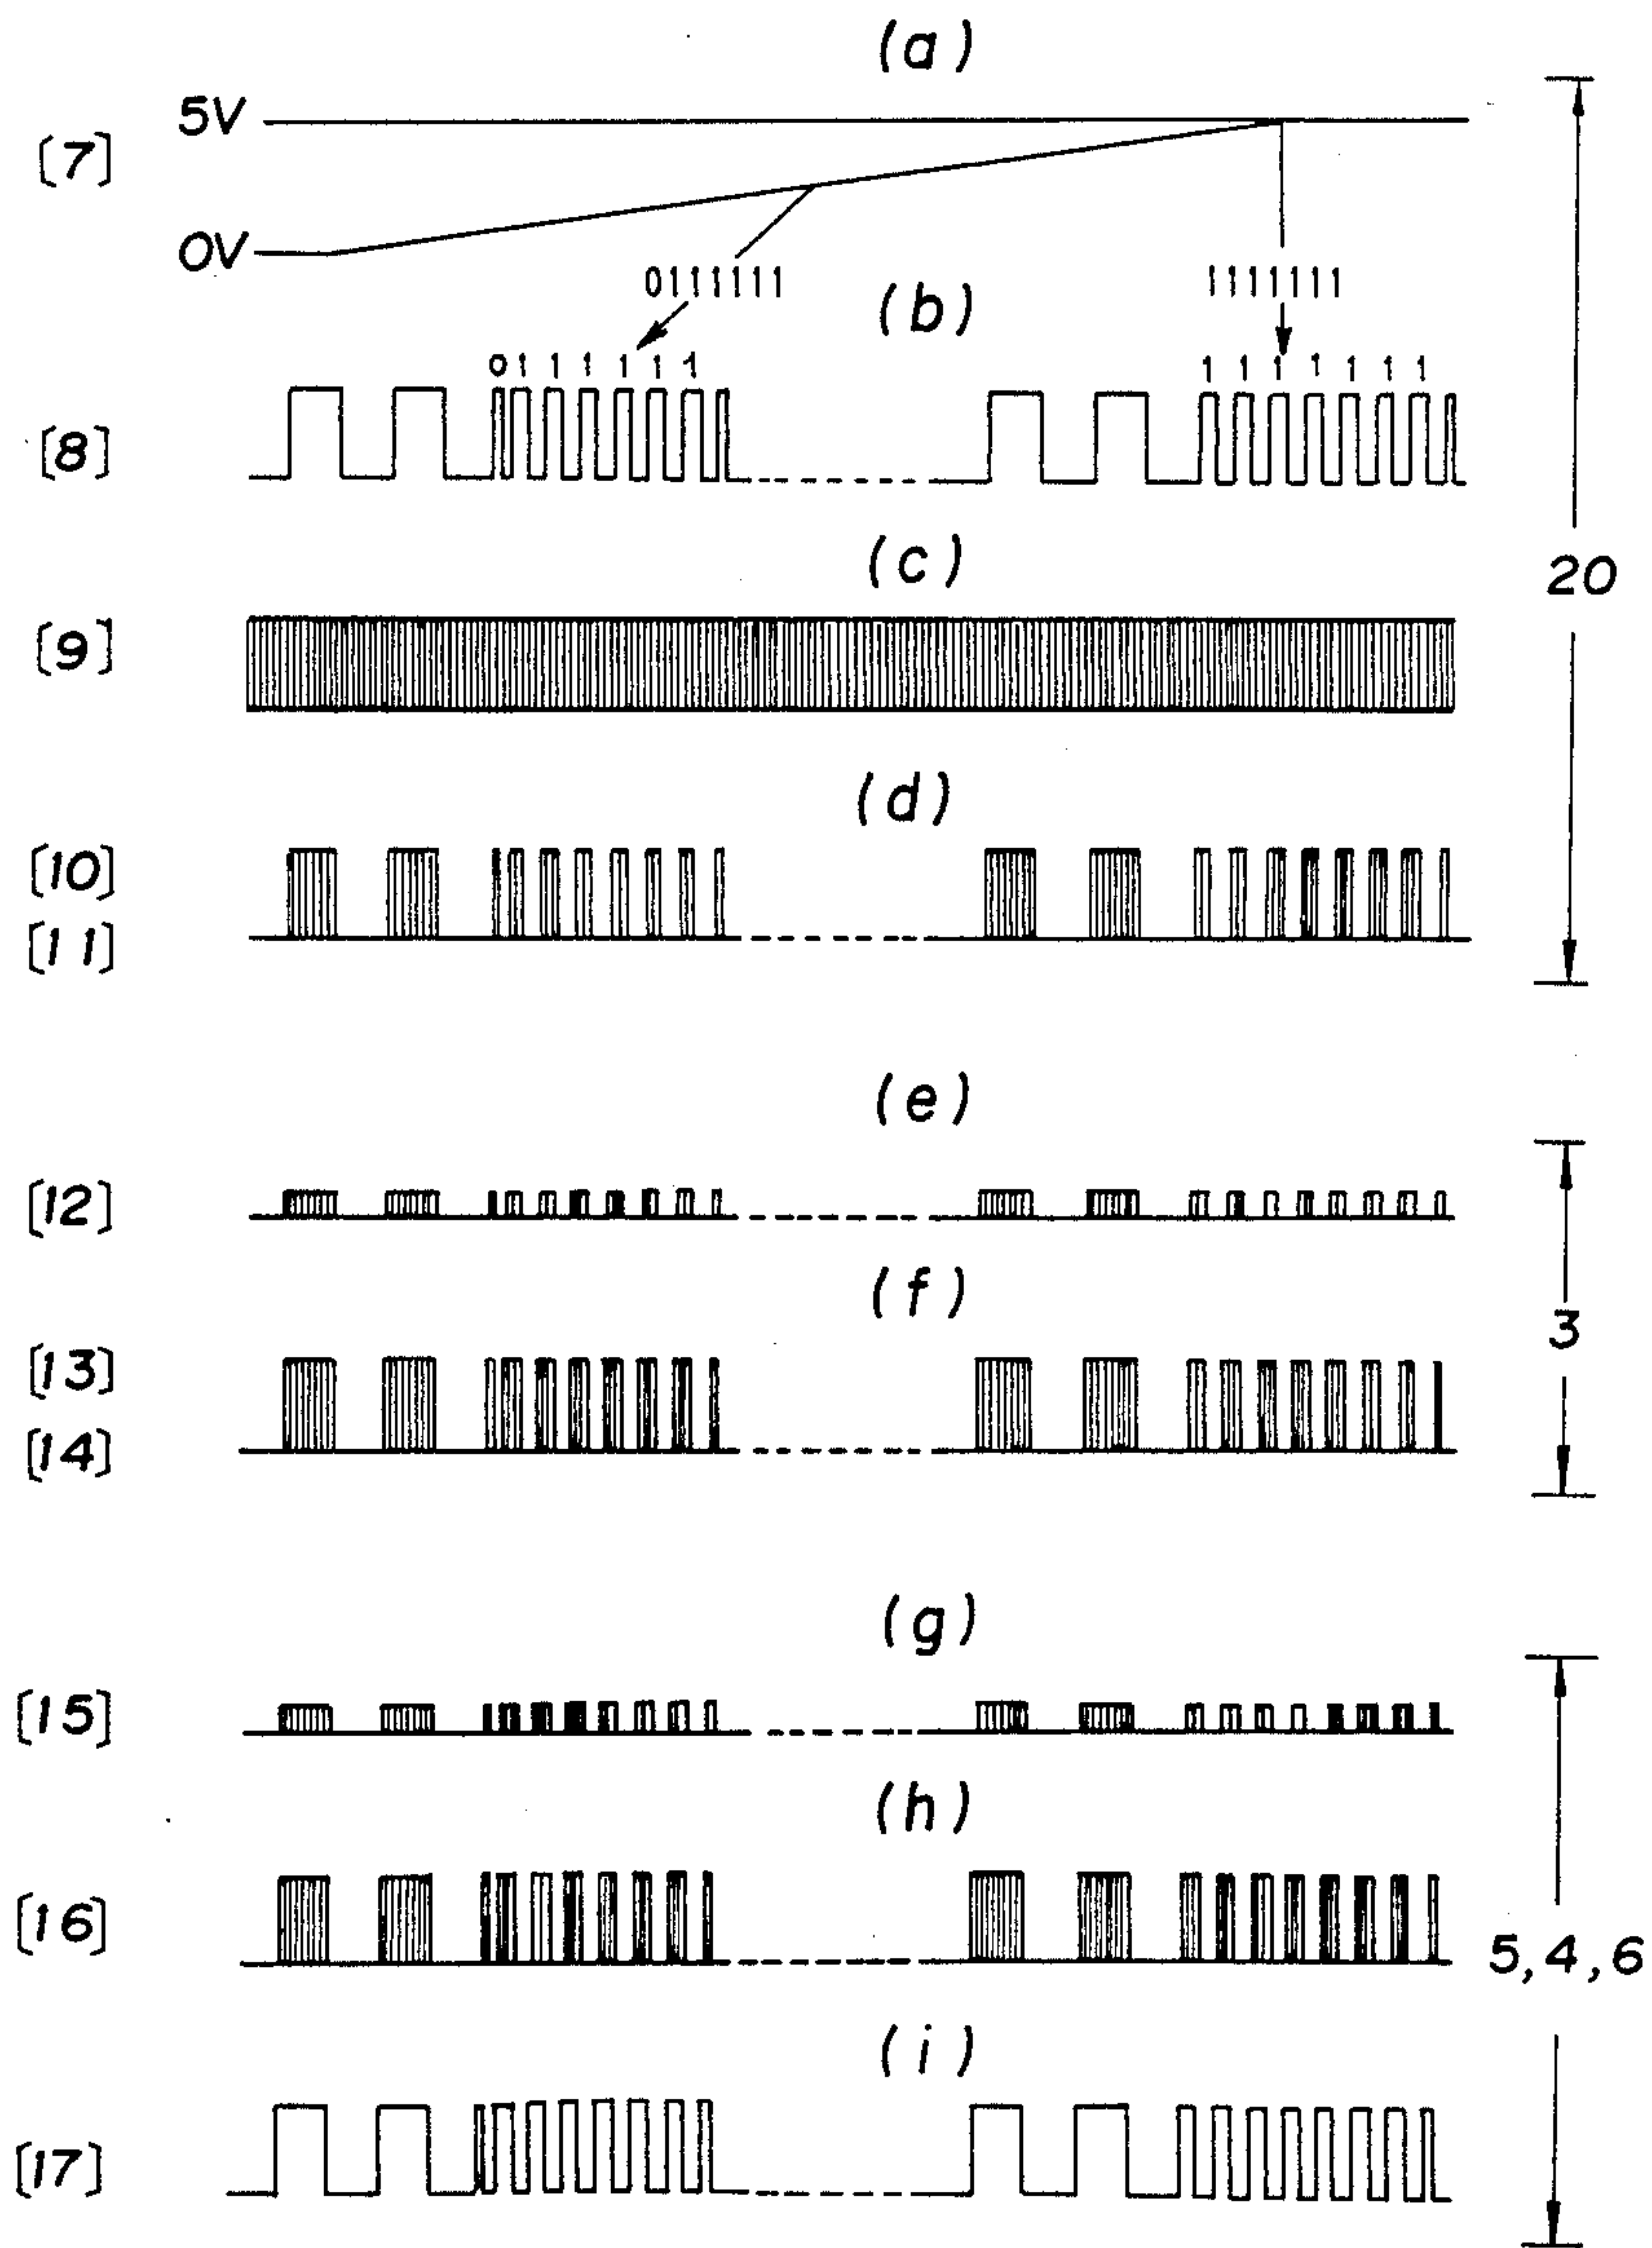 (a)
5V
[7]
0V
0111111
1111111
(b)
0 1 1 1 1 1 1
1 1 1 1 1 1 1
[8]
(c)
20
[9]
(d)
[10]
[11]
(e)
[12]
(f)
3
[13]
[14]
(g)
[15]
(h)
[16]
5,4,6
(i)
[17]